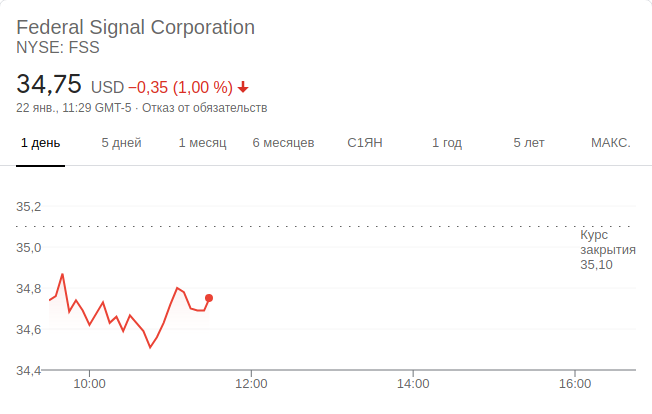 Federal Signal Corporation
NYSE: FSS
34,75 USD −0,35 (1,00 %)
22 янв., 11:29 GMT-5 · Отказ от обязательств
1 день 5 дней 1 месяц 6 месяцев С1ЯН 1 год 5 лет МАКС.
35,2
Курс
закрытия
35,10
35,0
34,8
34,6
34,4
10:00 12:00 14:00 16:00